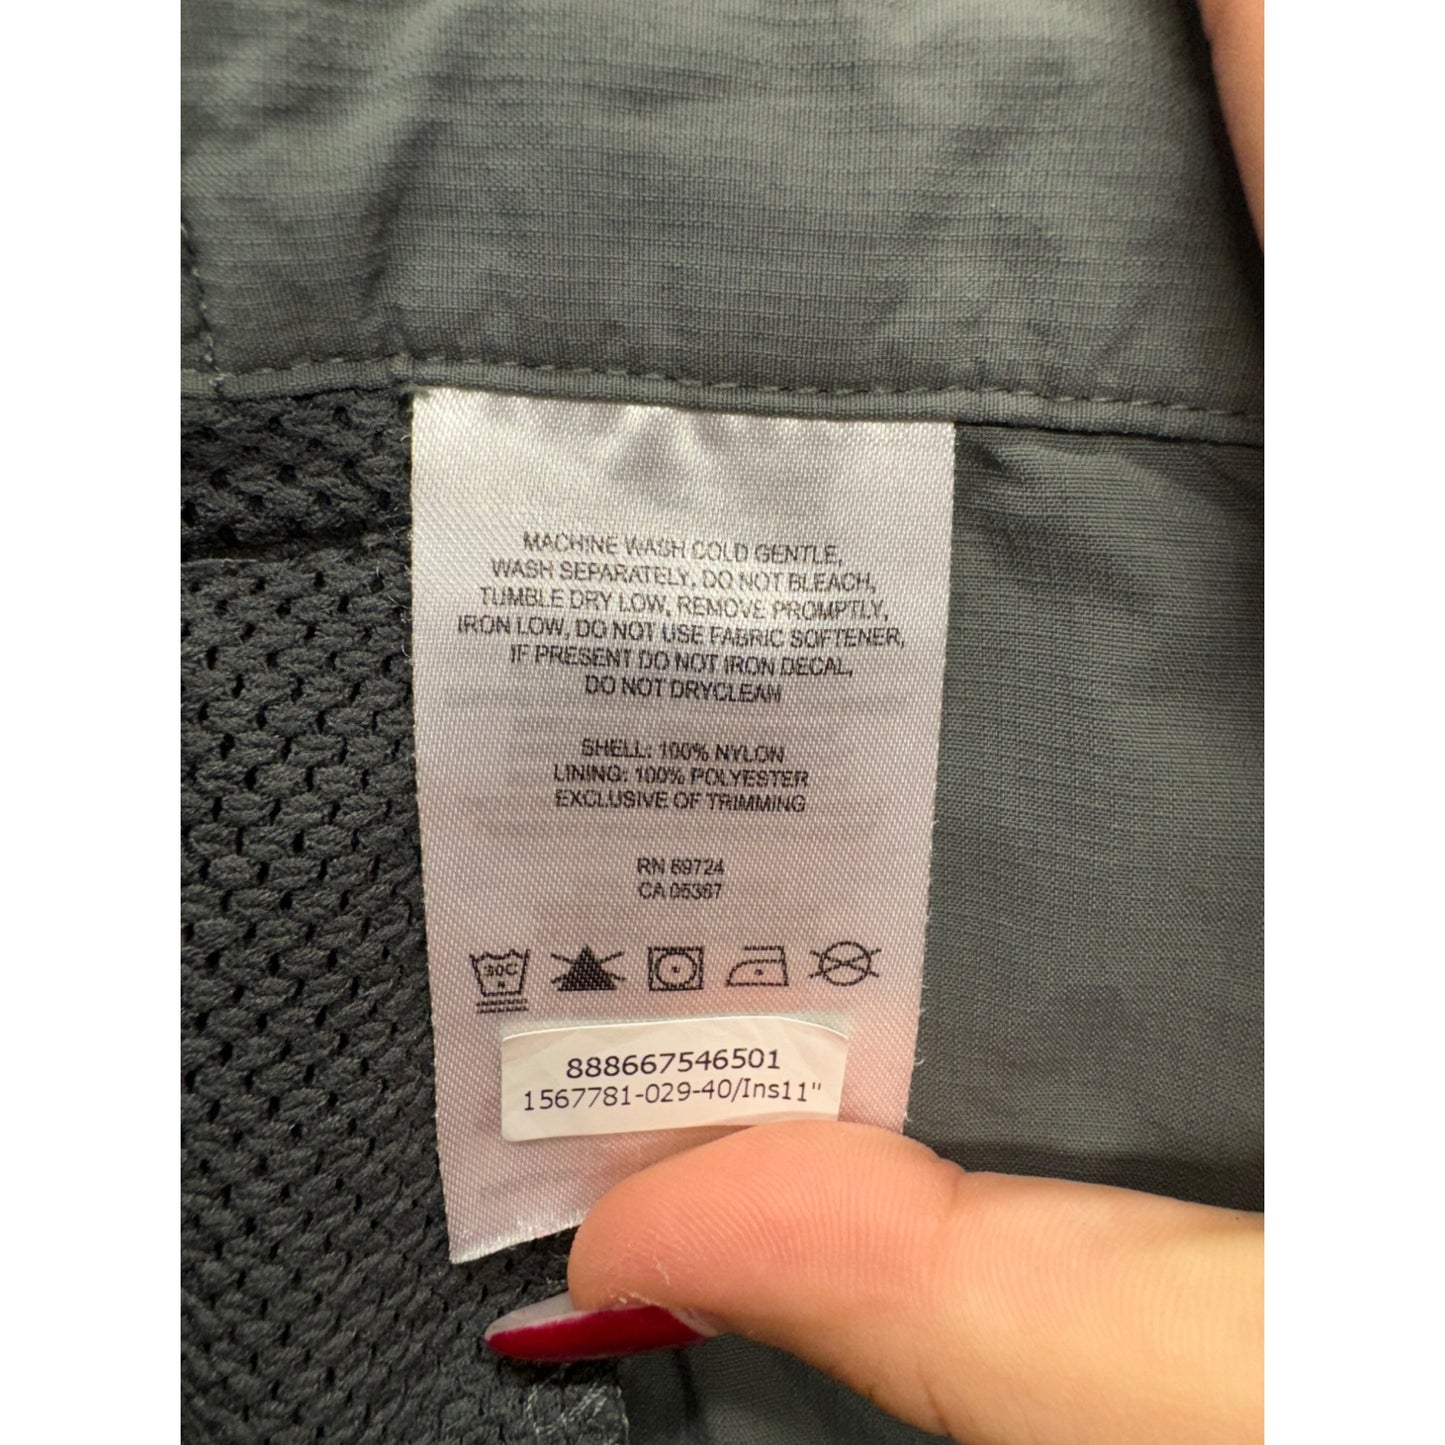 MACHINE WASH COLD GENTLE,
WASH SEPARATELY, DO NOT BLEACH,
TUMBLE DRY LOW, REMOVE PROMPTLY,
IRON LOW, DO NOT USE FABRIC SOFTENER,
IF PRESENT DO NOT IRON DECAL,
DO NOT DRYCLEAN
SHELL: 100% NYLON
LINING: 100% POLYESTER
EXCLUSIVE OF TRIMMING
RN 69724
CA 05367
30C
888667546501
1567781-029-40/Ins11"